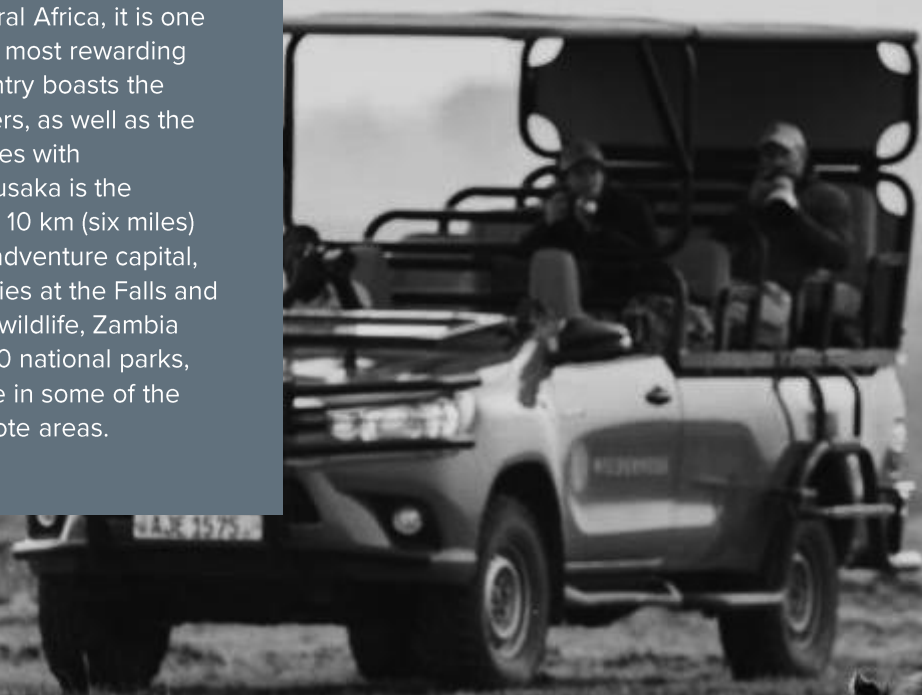 ral Africa, it is one
most rewarding
ntry boasts the
ers, as well as the
es with
usaka is the
10 km (six miles)
adventure capital,
ies at the Falls and
wildlife, Zambia
0 national parks,
e in some of the
ote areas.